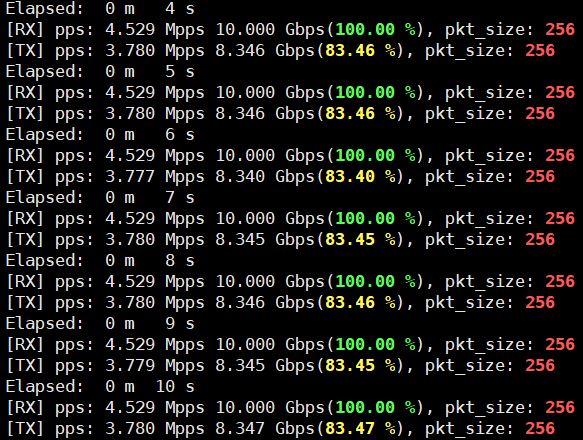 Elapsed:  0 m   4 s
[RX] pps: 4.529 Mpps 10.000 Gbps(100.00 %), pkt_size: 256
[TX] pps: 3.780 Mpps 8.346 Gbps(83.46 %), pkt_size: 256
Elapsed:  0 m   5 s
[RX] pps: 4.529 Mpps 10.000 Gbps(100.00 %), pkt_size: 256
[TX] pps: 3.780 Mpps 8.346 Gbps(83.46 %), pkt_size: 256
Elapsed:  0 m   6 s
[RX] pps: 4.529 Mpps 10.000 Gbps(100.00 %), pkt_size: 256
[TX] pps: 3.777 Mpps 8.340 Gbps(83.40 %), pkt_size: 256
Elapsed:  0 m   7 s
[RX] pps: 4.529 Mpps 10.000 Gbps(100.00 %), pkt_size: 256
[TX] pps: 3.780 Mpps 8.345 Gbps(83.45 %), pkt_size: 256
Elapsed:  0 m   8 s
[RX] pps: 4.529 Mpps 10.000 Gbps(100.00 %), pkt_size: 256
[TX] pps: 3.780 Mpps 8.346 Gbps(83.46 %), pkt_size: 256
Elapsed:  0 m   9 s
[RX] pps: 4.529 Mpps 10.000 Gbps(100.00 %), pkt_size: 256
[TX] pps: 3.779 Mpps 8.345 Gbps(83.45 %), pkt_size: 256
Elapsed:  0 m  10 s
[RX] pps: 4.529 Mpps 10.000 Gbps(100.00 %), pkt_size: 256
[TX] pps: 3.780 Mpps 8.347 Gbps(83.47 %), pkt_size: 256